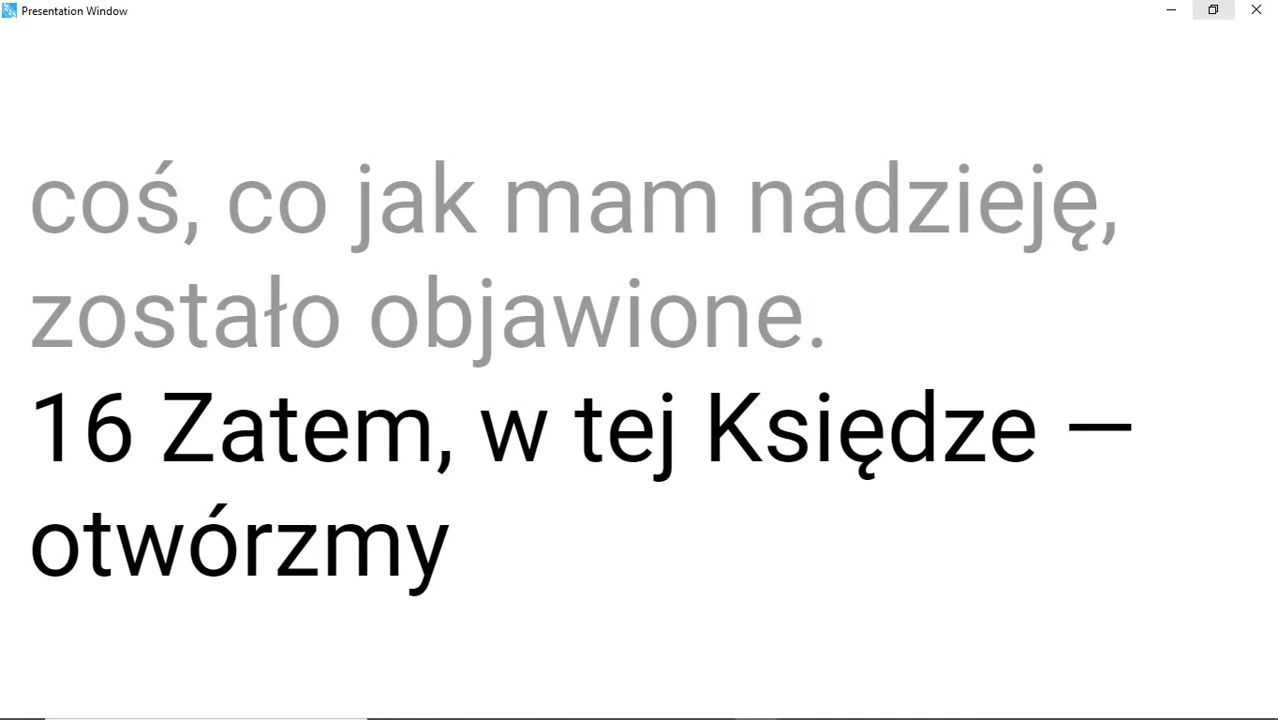 Presentation Window
coś, co jak mam nadzieję,
zostało objawione.
16 Zatem, w tej Księdze —
otwórzmy